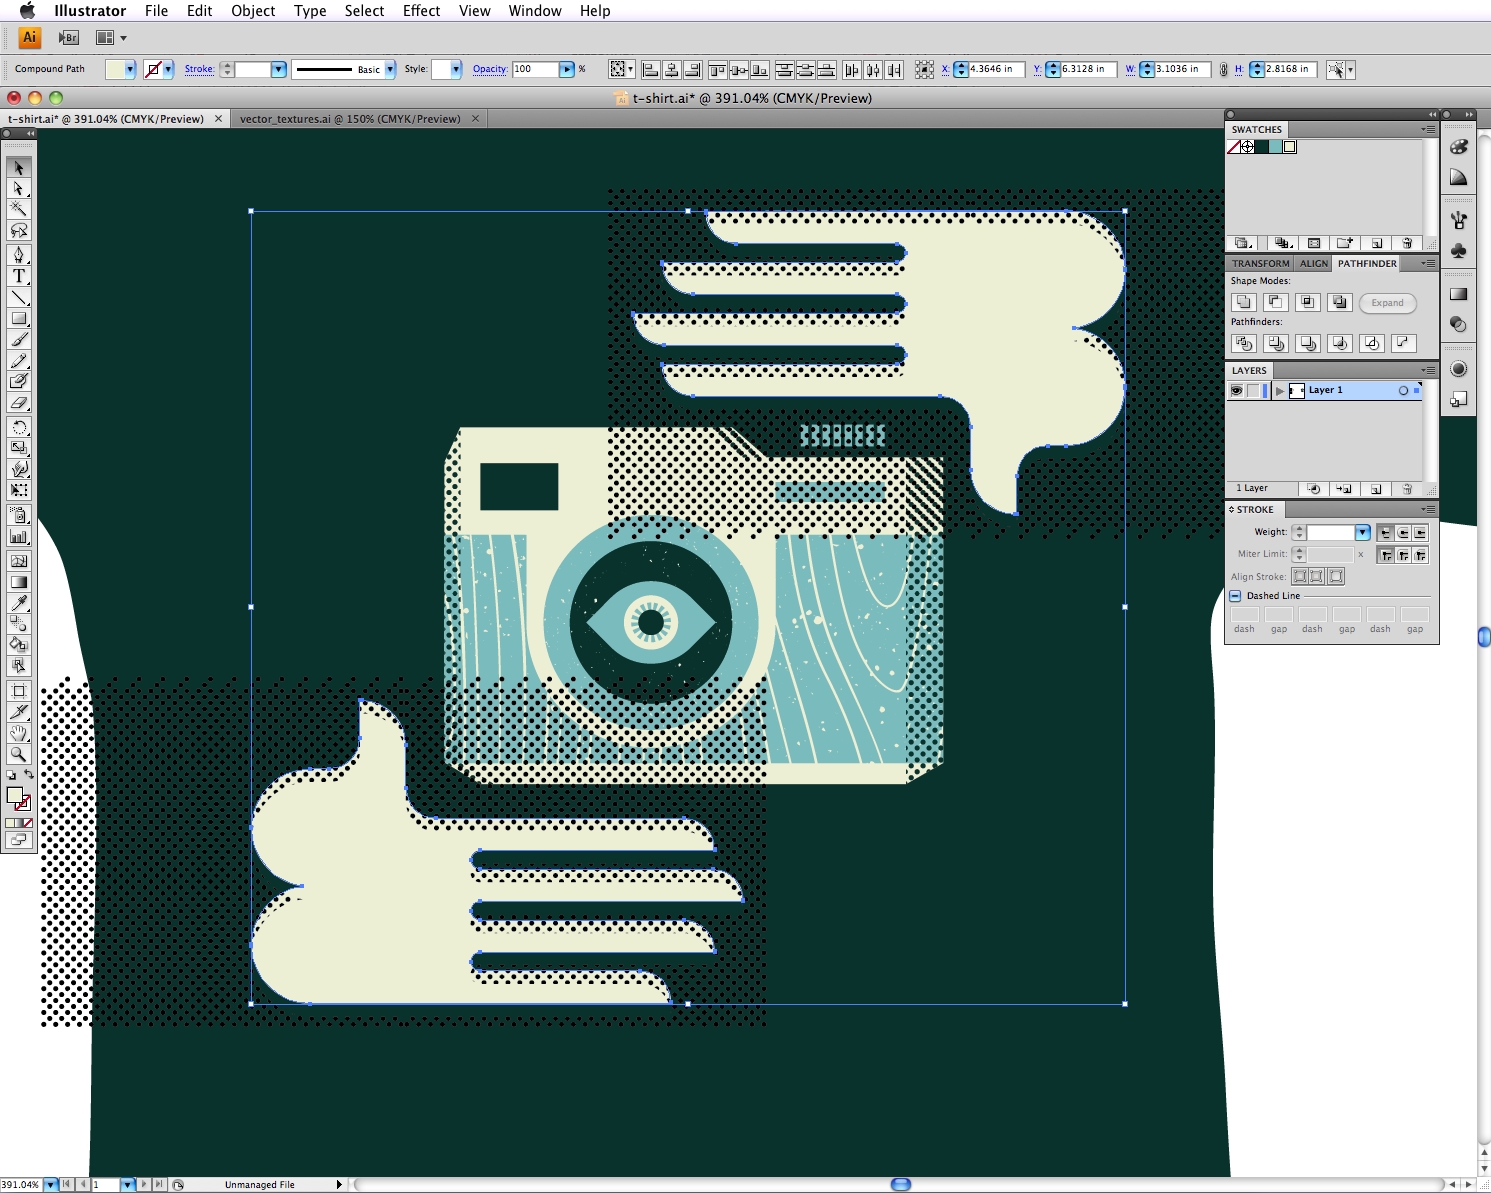 Illustrator File Edit Object Type Select Effect View Window Help
Ai Br
Compound Path Stroke: Basic Style: Opacity: 100 % X: 4.3646 in Y: 6.3128 in W: 3.1036 in H: 2.8168 in
t-shirt.ai* @ 391.04% (CMYK/Preview)
t-shirt.ai* @ 391.04% (CMYK/Preview) vector_textures.ai @ 150% (CMYK/Preview)
SWATCHES
TRANSFORM ALIGN PATHFINDER
Shape Modes:
Expand
Pathfinders:
LAYERS
Layer 1
1 Layer
STROKE
Weight:
Miter Limit: x
Align Stroke:
Dashed Line
dash gap dash gap dash gap
T
391.04% 1 Unmanaged File